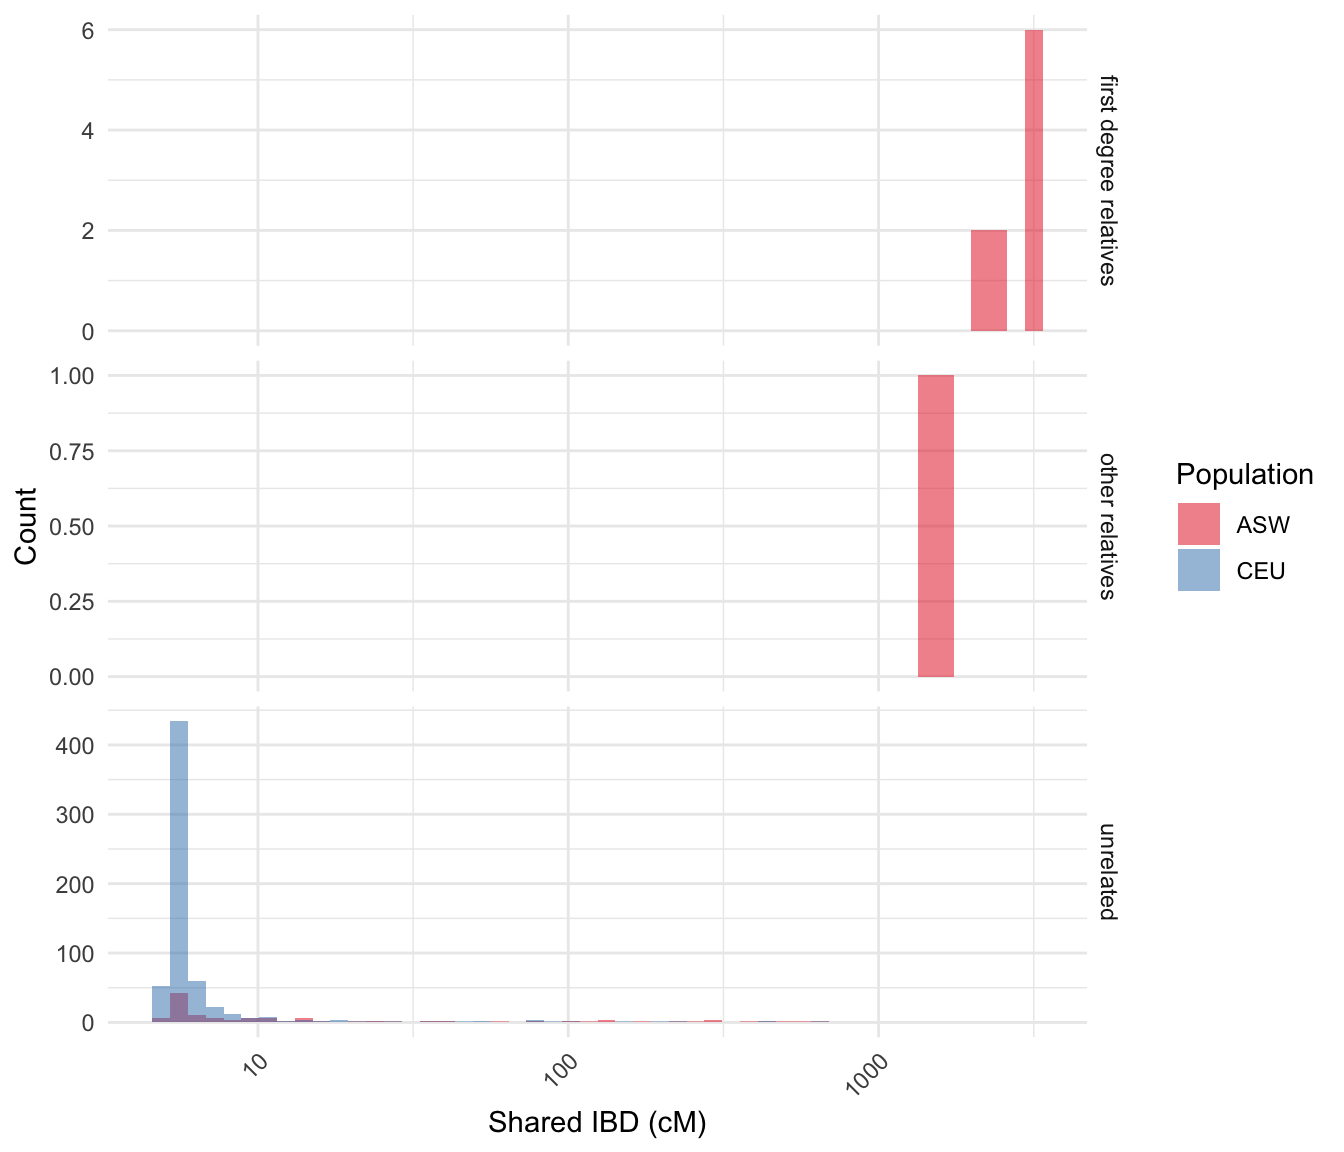 6
4
2
0
first degree relatives
1.00
0.75
0.50
0.25
0.00
other relatives
400
300
200
100
0
unrelated
10
100
1000
Shared IBD (cM)
Count
Population
ASW
CEU